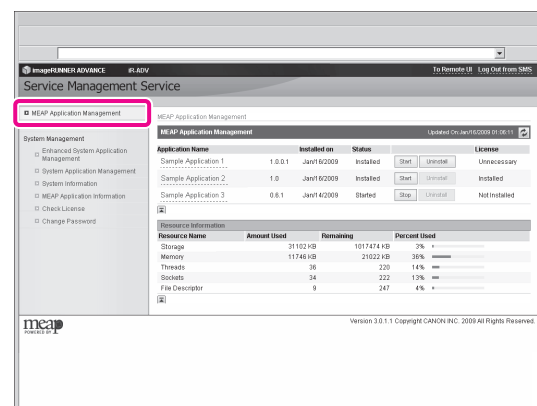 imageRUNNER ADVANCE iR-ADV To Remote UI Log Out from SMS
Service Management Service
MEAP Application Management
System Management
Enhanced System Application Management
System Application Management
System Information
MEAP Application Information
Check License
Change Password
MEAP Application Management
MEAP Application Management Updated On:Jan/16/2009 01:08:11
Application Name Installed on Status License
Sample Application 1 1.0.0.1 Jan/16/2009 Installed Start Uninstall Unnecessary
Sample Application 2 1.0 Jan/16/2009 Installed Start Uninstall Installed
Sample Application 3 0.6.1 Jan/14/2009 Started Stop Uninstall Not Installed
Resource Information
Resource Name Amount Used Remaining Percent Used
Storage 31102 KB 1017474 KB 3%
Memory 11746 KB 21022 KB 36%
Threads 36 220 14%
Sockets 34 222 13%
File Descriptor 9 247 4%
meap
POWERED BY
Version 3.0.1.1 Copyright CANON INC. 2009 All Rights Reserved.